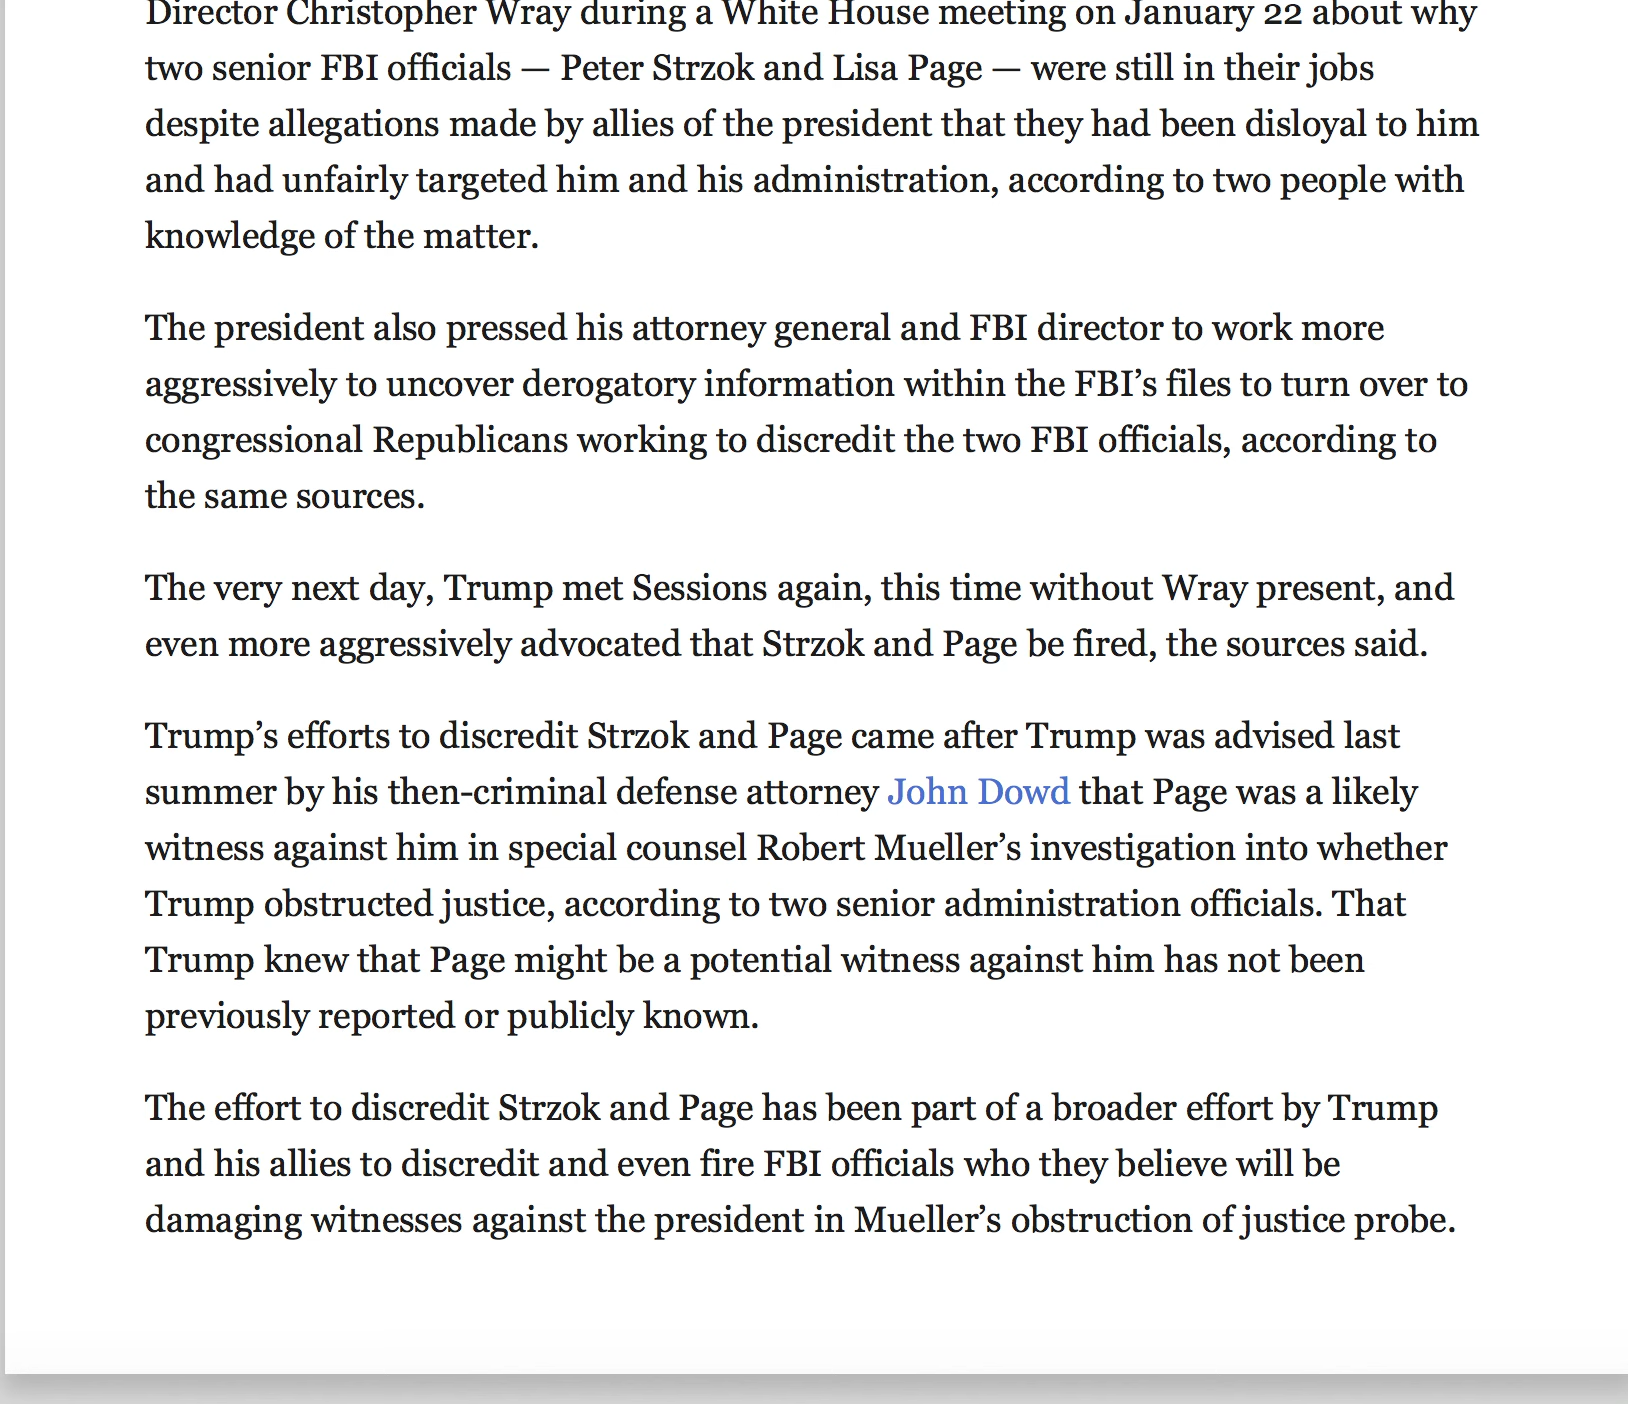 Director Christopher Wray during a White House meeting on January 22 about why
two senior FBI officials — Peter Strzok and Lisa Page — were still in their jobs
despite allegations made by allies of the president that they had been disloyal to him
and had unfairly targeted him and his administration, according to two people with
knowledge of the matter.
The president also pressed his attorney general and FBI director to work more
aggressively to uncover derogatory information within the FBI’s files to turn over to
congressional Republicans working to discredit the two FBI officials, according to
the same sources.
The very next day, Trump met Sessions again, this time without Wray present, and
even more aggressively advocated that Strzok and Page be fired, the sources said.
Trump’s efforts to discredit Strzok and Page came after Trump was advised last
summer by his then-criminal defense attorney John Dowd that Page was a likely
witness against him in special counsel Robert Mueller’s investigation into whether
Trump obstructed justice, according to two senior administration officials. That
Trump knew that Page might be a potential witness against him has not been
previously reported or publicly known.
The effort to discredit Strzok and Page has been part of a broader effort by Trump
and his allies to discredit and even fire FBI officials who they believe will be
damaging witnesses against the president in Mueller’s obstruction of justice probe.